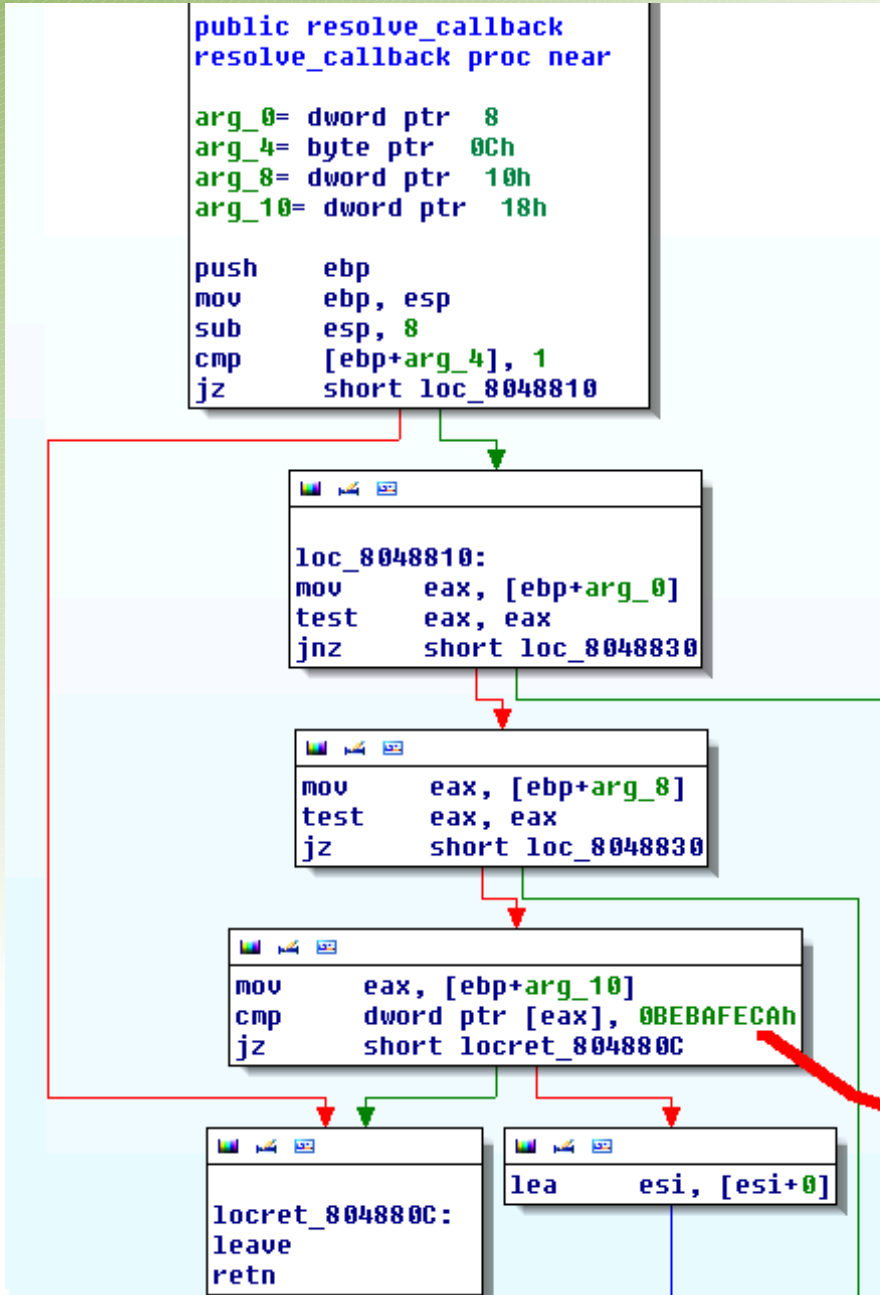 public resolve_callback
resolve_callback proc near
arg_0= dword ptr 8
arg_4= byte ptr 0Ch
arg_8= dword ptr 10h
arg_10= dword ptr 18h
push ebp
mov ebp, esp
sub esp, 8
cmp [ebp+arg_4], 1
jz short loc_8048810
loc_8048810:
mov eax, [ebp+arg_0]
test eax, eax
jnz short loc_8048830
mov eax, [ebp+arg_8]
test eax, eax
jz short loc_8048830
mov eax, [ebp+arg_10]
cmp dword ptr [eax], 0BEBAFECAh
jz short locret_804880C
locret_804880C:
leave
retn
lea esi, [esi+0]